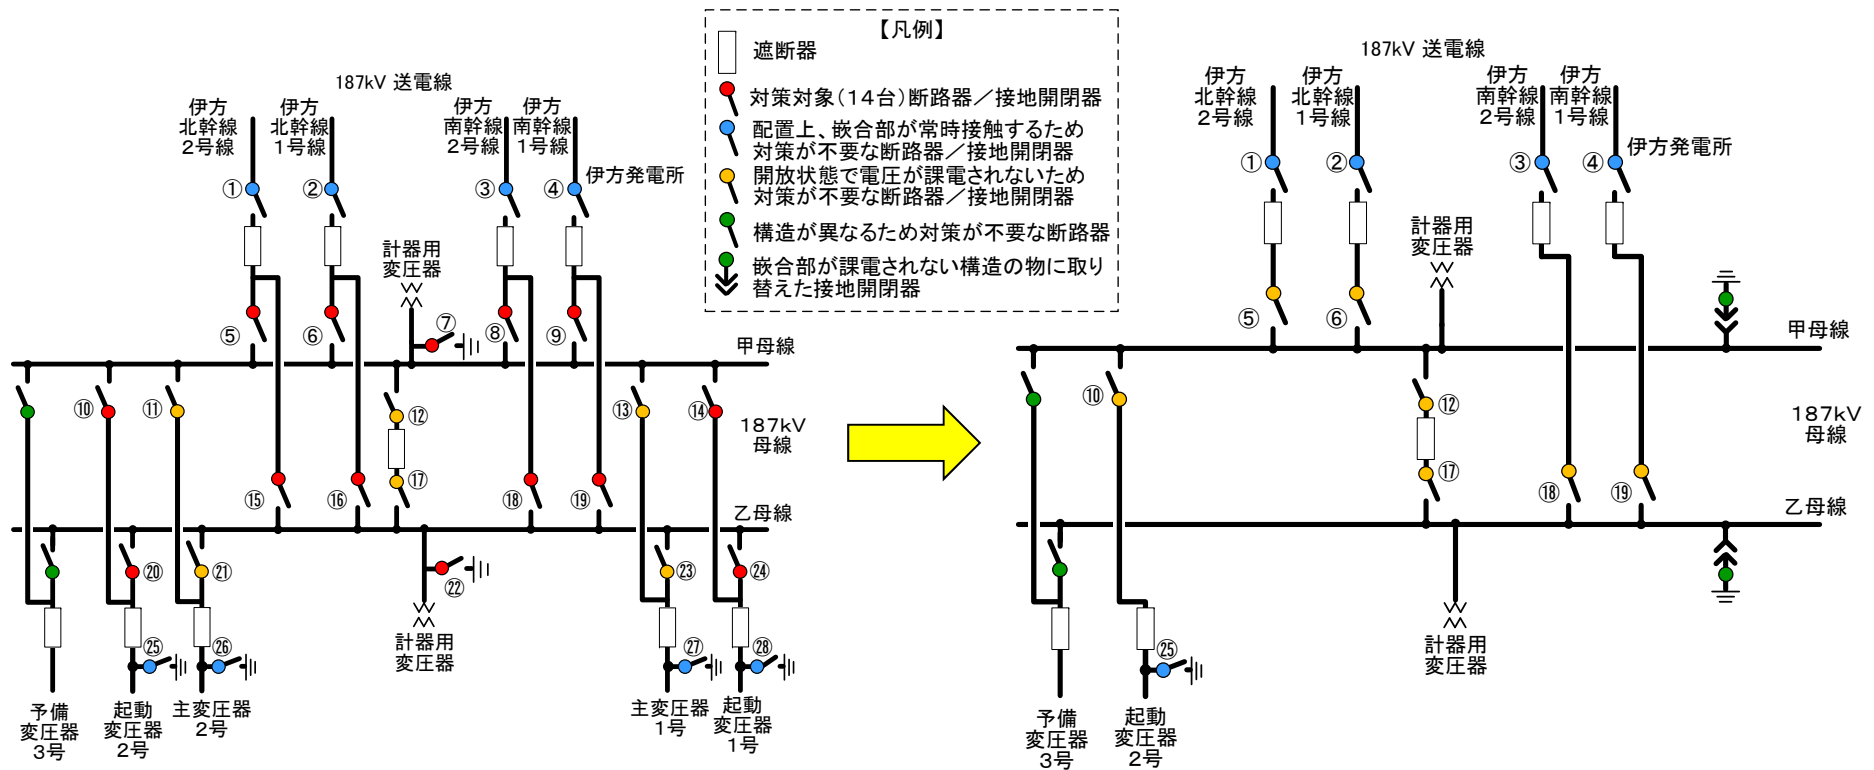 【凡例】
遮断器
対策対象(14台)断路器/接地開閉器
配置上、嵌合部が常時接触するため
対策が不要な断路器/接地開閉器
開放状態で電圧が課電されないため
対策が不要な断路器/接地開閉器
構造が異なるため対策が不要な断路器
嵌合部が課電されない構造の物に取り
替えた接地開閉器
187kV 送電線
伊方
北幹線
2号線
伊方
北幹線
1号線
伊方
南幹線
2号線
伊方
南幹線
1号線
伊方発電所
①
②
③
④
計器用
変圧器
⑤
⑥
⑦
⑧
⑨
甲母線
⑩
⑪
⑫
⑬
⑭
187kV
母線
⑮
⑯
⑰
⑱
⑲
乙母線
⑳
㉑
㉒
㉓
㉔
計器用
変圧器
㉕
㉖
㉗
㉘
予備
変圧器
3号
起動
変圧器
2号
主変圧器
2号
主変圧器
1号
起動
変圧器
1号
187kV 送電線
伊方
北幹線
2号線
伊方
北幹線
1号線
伊方
南幹線
2号線
伊方
南幹線
1号線
伊方発電所
①
②
③
④
計器用
変圧器
⑤
⑥
甲母線
⑩
⑫
187kV
母線
⑰
⑱
⑲
乙母線
計器用
変圧器
㉕
予備
変圧器
3号
起動
変圧器
2号